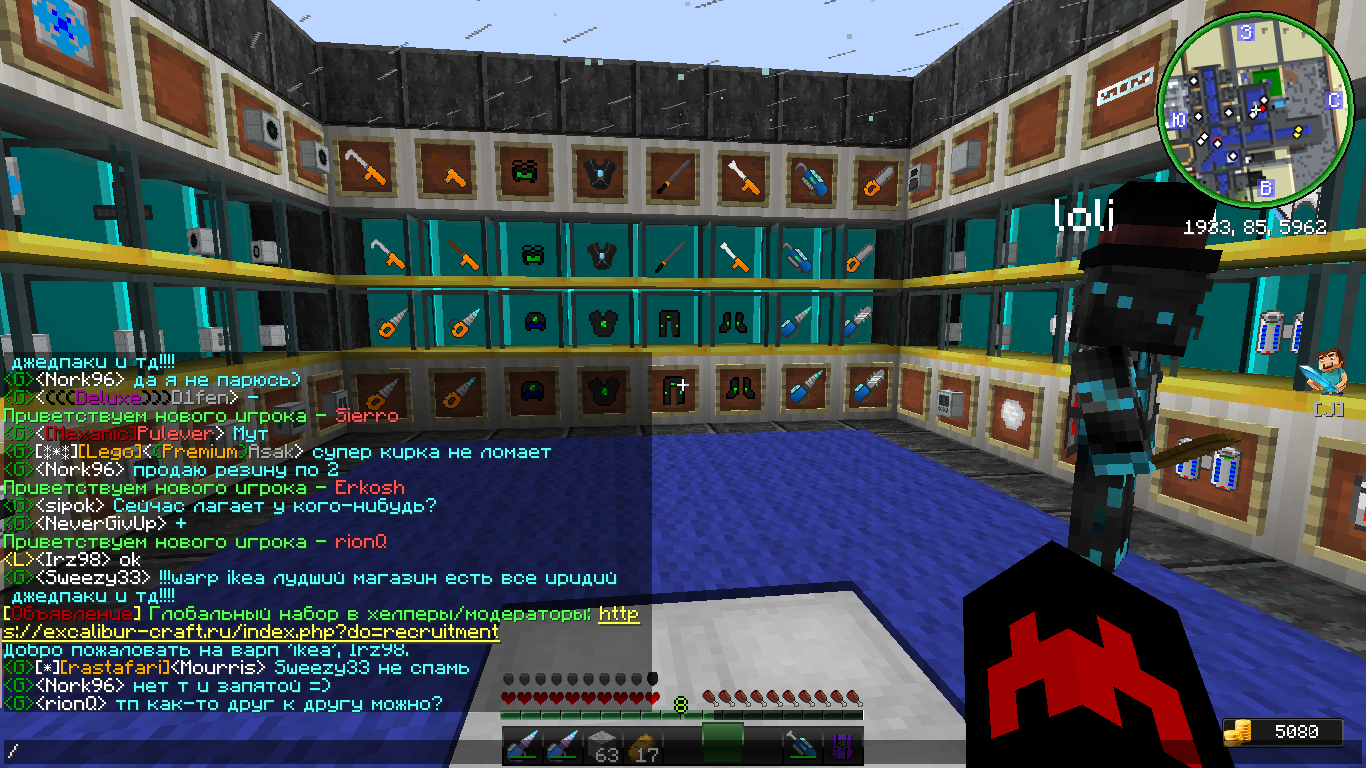 З
С
Ю
В
loli
1983, 85, 5962
[J]
джедпаки и тд!!!!
<G><Nork96> да я не парюсь)
<G><(((Deluxe)))D1fen> -
Приветствуем нового игрока - Sierro
<G><[Mexanic]Pulever> Мут
<G>[**][Lego]<(Premium)Asak> супер кирка не ломает
<G><Nork96> продаю резину по 2
Приветствуем нового игрока - Erkosh
<G><sipok> Сейчас лагает у кого-нибудь?
<G><NeverGivUp> +
Приветствуем нового игрока - rionQ
<L><Irz98> ok
<G><Sweezy33> !!!warp ikea лудший магазин есть все иридий
джедпаки и тд!!!!
[Объявление] Глобальный набор в хелперы/модераторы: http
s://excalibur-craft.ru/index.php?do=recruitment
Добро пожаловать на варп 'ikea', Irz98.
<G>[*][rastafari]<Mourris> Sweezy33 не спамь
<G><Nork96> нет т и запятой =)
<G><rionQ> тп как-то друг к другу можно?
8
63
17
5080
/